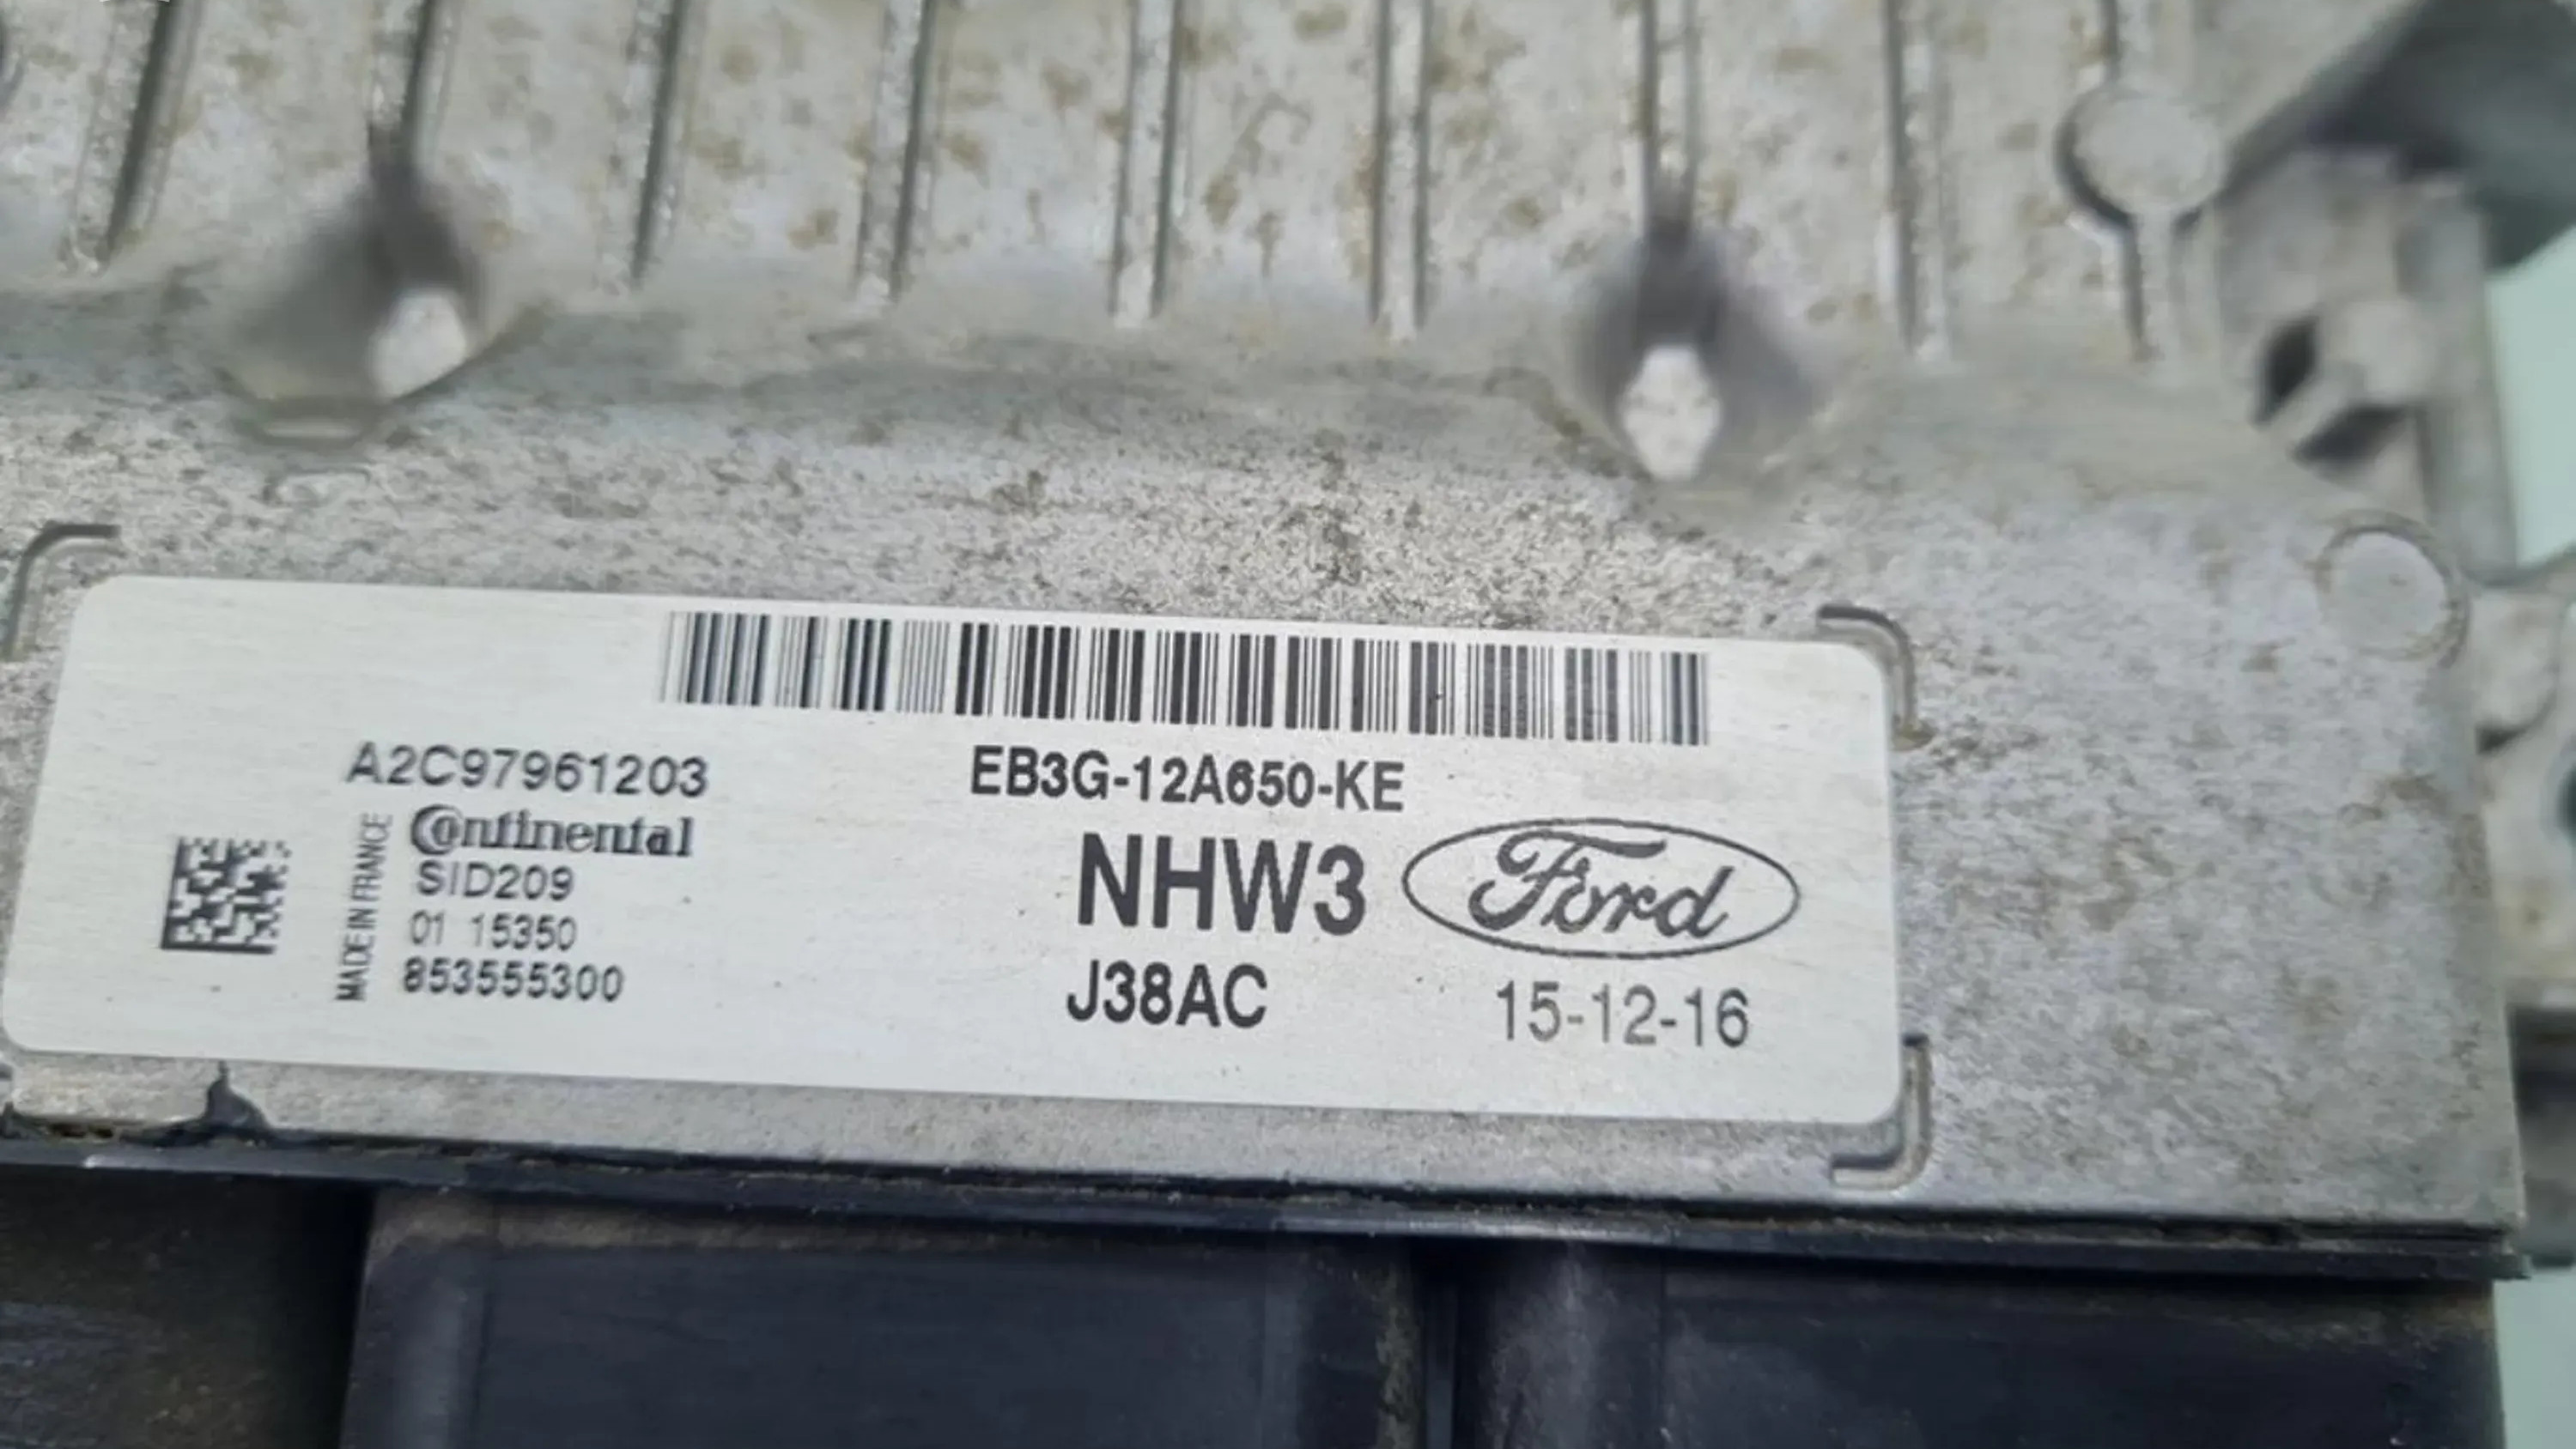 A2C97961203
Continental
SID209
01 15350
853555300
MADE IN FRANCE
EB3G-12A650-KE
NHW3
Ford
J38AC
15-12-16